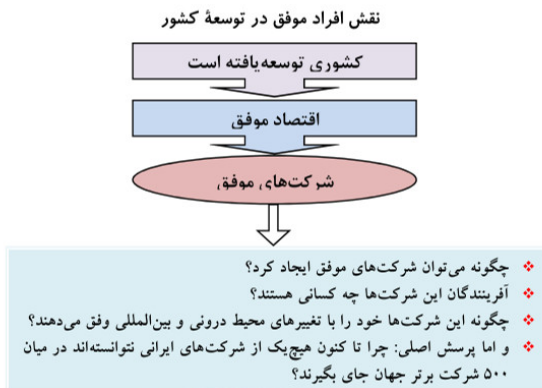 نقش افراد موفق در توسعهٔ کشور
کشوری توسعه‌یافته است
اقتصاد موفق
شرکت‌های موفق
❖ چگونه می‌توان شرکت‌های موفق ایجاد کرد؟
❖ آفرینندگان این شرکت‌ها چه کسانی هستند؟
❖ چگونه این شرکت‌ها خود را با تغییرهای محیط درونی و بین‌المللی وفق می‌دهند؟
❖ و اما پرسش اصلی: چرا تا کنون هیچ‌یک از شرکت‌های ایرانی نتوانسته‌اند در میان
۵۰۰ شرکت برتر جهان جای بگیرند؟